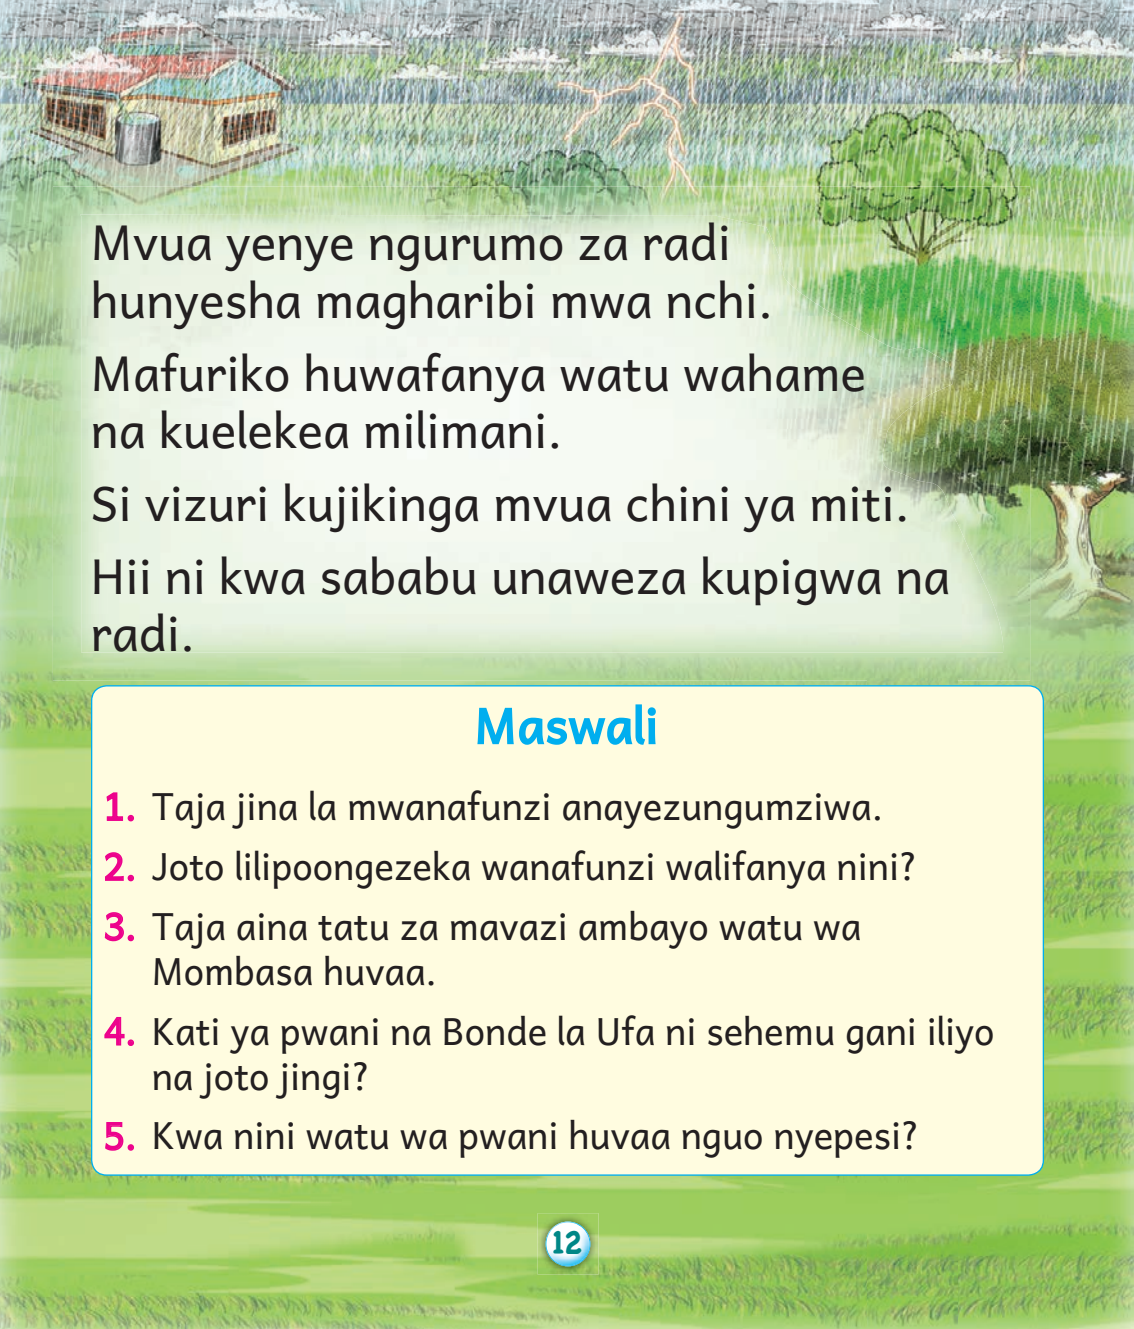 Mvua yenye ngurumo za radi
hunyesha magharibi mwa nchi.
Mafuriko huwafanya watu wahame
na kuelekea milimani.
Si vizuri kujikinga mvua chini ya miti.
Hii ni kwa sababu unaweza kupigwa na
radi.
Maswali
1. Taja jina la mwanafunzi anayezungumziwa.
2. Joto lilipoongezeka wanafunzi walifanya nini?
3. Taja aina tatu za mavazi ambayo watu wa
Mombasa huvaa.
4. Kati ya pwani na Bonde la Ufa ni sehemu gani iliyo
na joto jingi?
5. Kwa nini watu wa pwani huvaa nguo nyepesi?
12